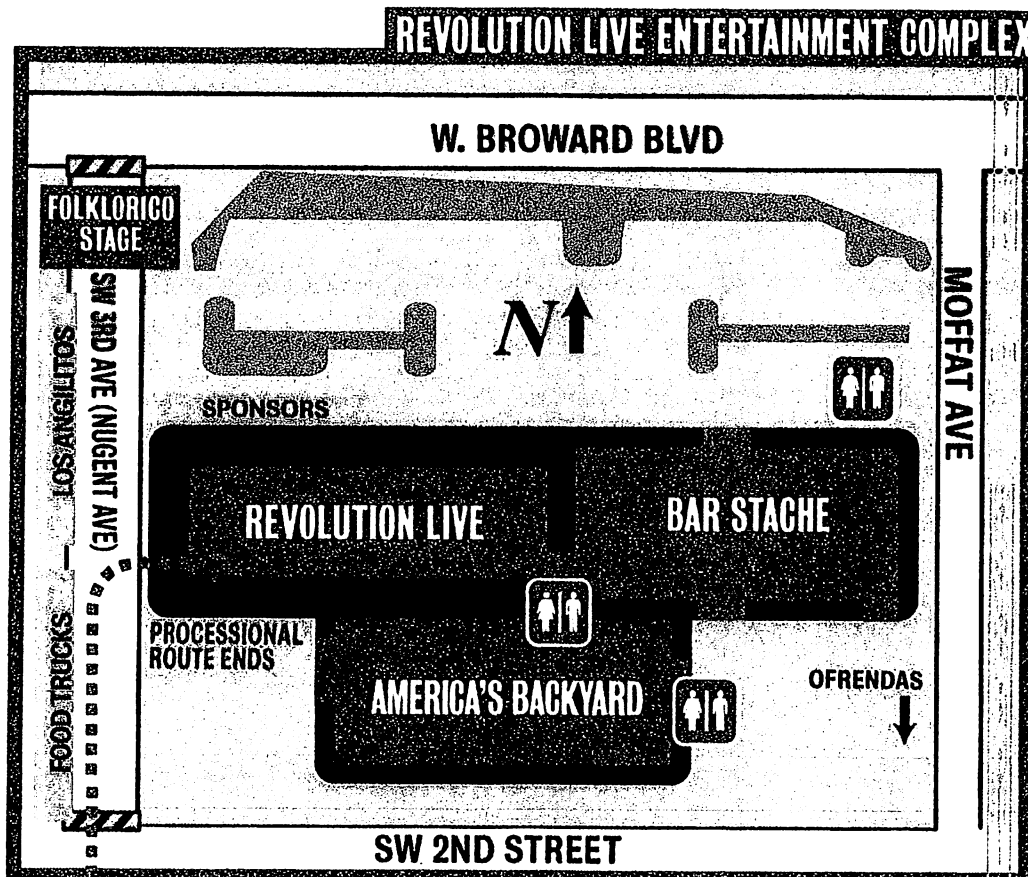 REVOLUTION LIVE ENTERTAINMENT COMPLEX
W. BROWARD BLVD
FOLKLORICO
STAGE
SW 3RD AVE (NUGENT AVE)
LOS ANGILITOS
MOFFAT AVE
N
SPONSORS
REVOLUTION LIVE
BAR STACHE
PROCESSIONAL
ROUTE ENDS
FOOD TRUCKS
AMERICA'S BACKYARD
OFRENDAS
SW 2ND STREET